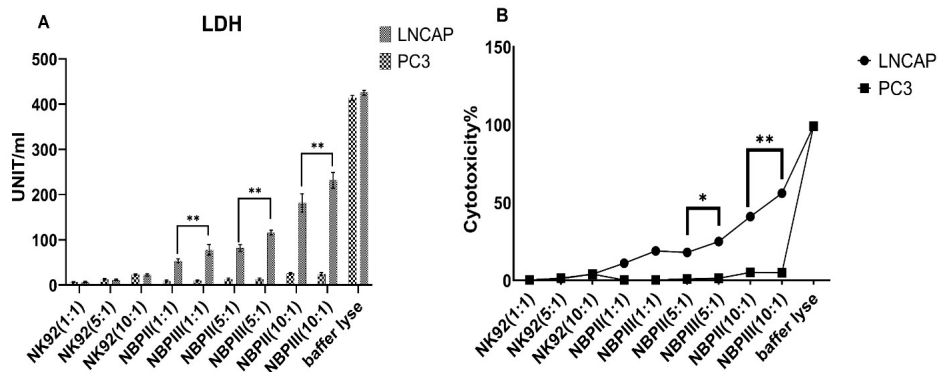 A
LDH
LNCAP
PC3
UNIT/ml
500
400
300
200
100
0
**
**
**
NK92(1:1)
NK92(5:1)
NK92(10:1)
NBPII(1:1)
NBPIII(1:1)
NBPII(5:1)
NBPIII(5:1)
NBPII(10:1)
NBPIII(10:1)
baffer lyse
B
LNCAP
PC3
Cytotoxicity%
150
100
50
0
*
**
NK92(1:1)
NK92(5:1)
NK92(10:1)
NBPII(1:1)
NBPII(1:1)
NBPII(5:1)
NBPIII(5:1)
NBPII(10:1)
NBPIII(10:1)
baffer lyse